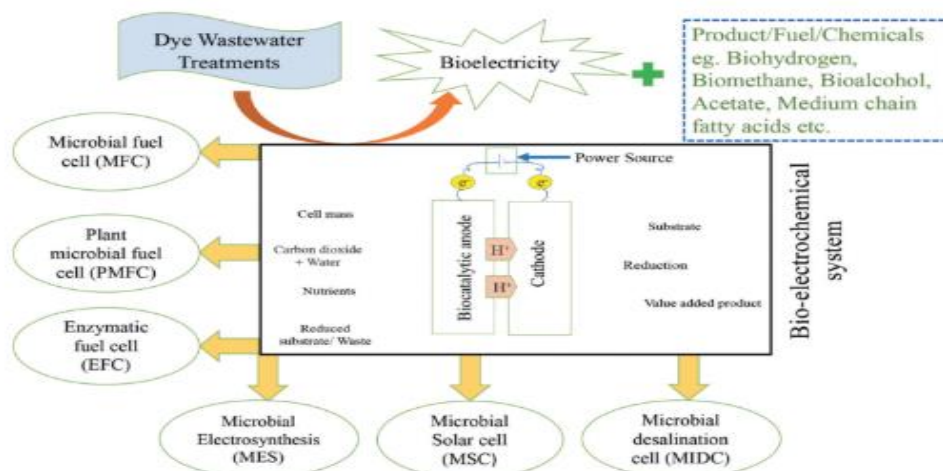 Dye Wastewater
Treatments
Bioelectricity
Product/Fuel/Chemicals
eg. Biohydrogen,
Biomethane, Bioalcohol,
Acetate, Medium chain
fatty acids etc.
Microbial fuel
cell (MFC)
Plant
microbial fuel
cell (PMFC)
Enzymatic
fuel cell
(EFC)
Power Source
e-
e-
Cell mass
Carbon dioxide
+ Water
Nutrients
Reduced
substrate/ Waste
Biocatalytic anode
H+
H+
Cathode
Substrate
Reduction
Value added product
Bio-electrochemical
system
Microbial
Electrosynthesis
(MES)
Microbial
Solar cell
(MSC)
Microbial
desalination
cell (MIDC)